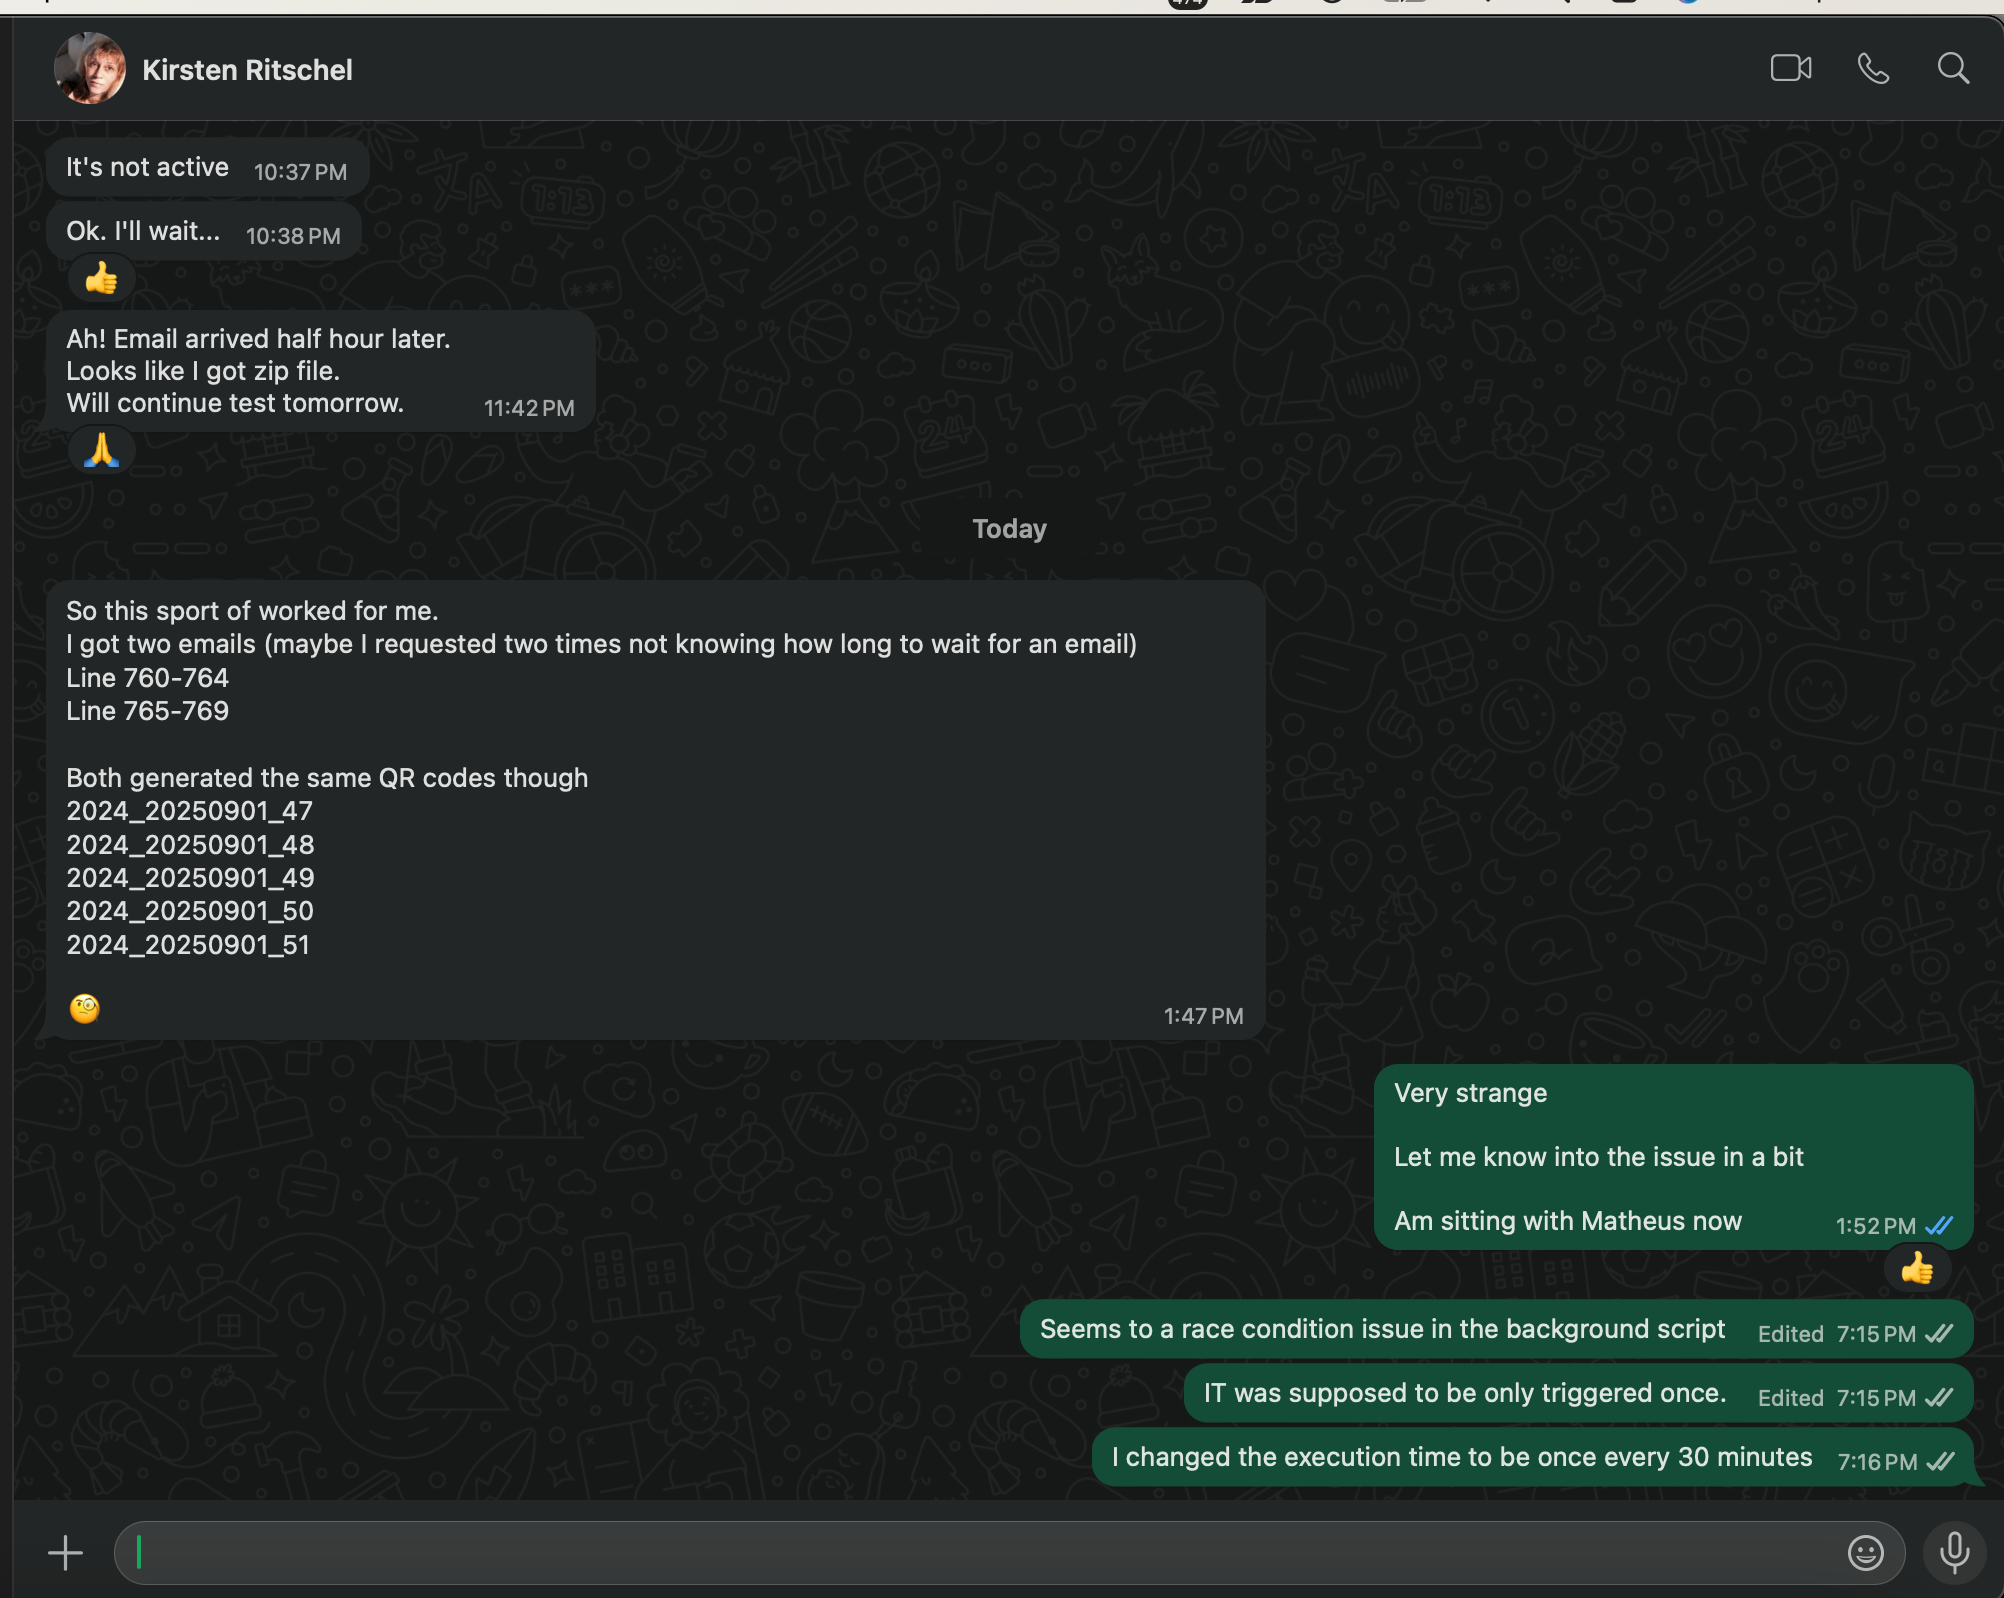 Kirsten Ritschel
It's not active 10:37 PM
Ok. I'll wait... 10:38 PM
Ah! Email arrived half hour later.
Looks like I got zip file.
Will continue test tomorrow. 11:42 PM
Today
So this sport of worked for me.
I got two emails (maybe I requested two times not knowing how long to wait for an email)
Line 760-764
Line 765-769
Both generated the same QR codes though
2024_20250901_47
2024_20250901_48
2024_20250901_49
2024_20250901_50
2024_20250901_51
1:47 PM
Very strange
Let me know into the issue in a bit
Am sitting with Matheus now 1:52 PM
Seems to a race condition issue in the background script Edited 7:15 PM
IT was supposed to be only triggered once. Edited 7:15 PM
I changed the execution time to be once every 30 minutes 7:16 PM